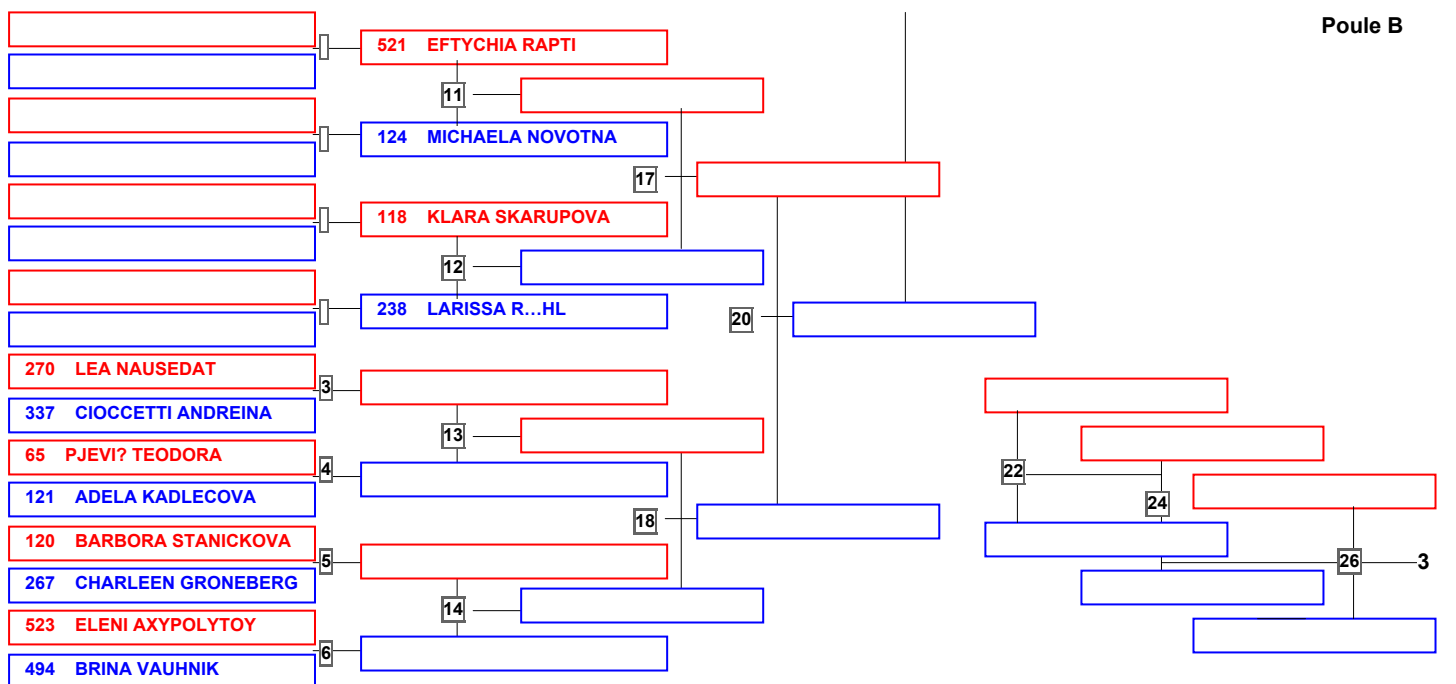 Poule B
521 EFTYCHIA RAPTI
11
124 MICHAELA NOVOTNA
17
118 KLARA SKARUPOVA
12
238 LARISSA R...HL
20
270 LEA NAUSEDAT
3
337 CIOCCETTI ANDREINA
13
65 PJEVI? TEODORA
4
121 ADELA KADLECOVA
22
24
18
120 BARBORA STANICKOVA
5
26
3
267 CHARLEEN GRONEBERG
14
523 ELENI AXYPOLYTOY
6
494 BRINA VAUHNIK